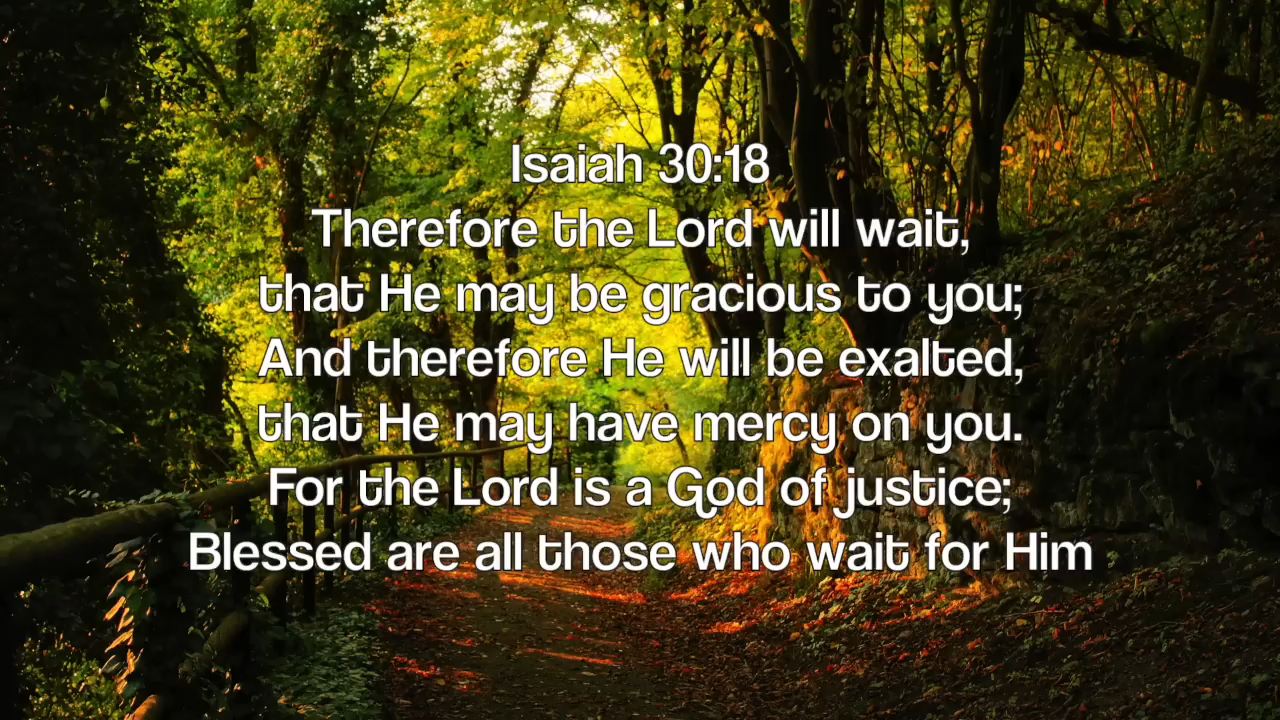 Isaiah 30:18
Therefore the Lord will wait,
that He may be gracious to you;
And therefore He will be exalted,
that He may have mercy on you.
For the Lord is a God of justice;
Blessed are all those who wait for Him